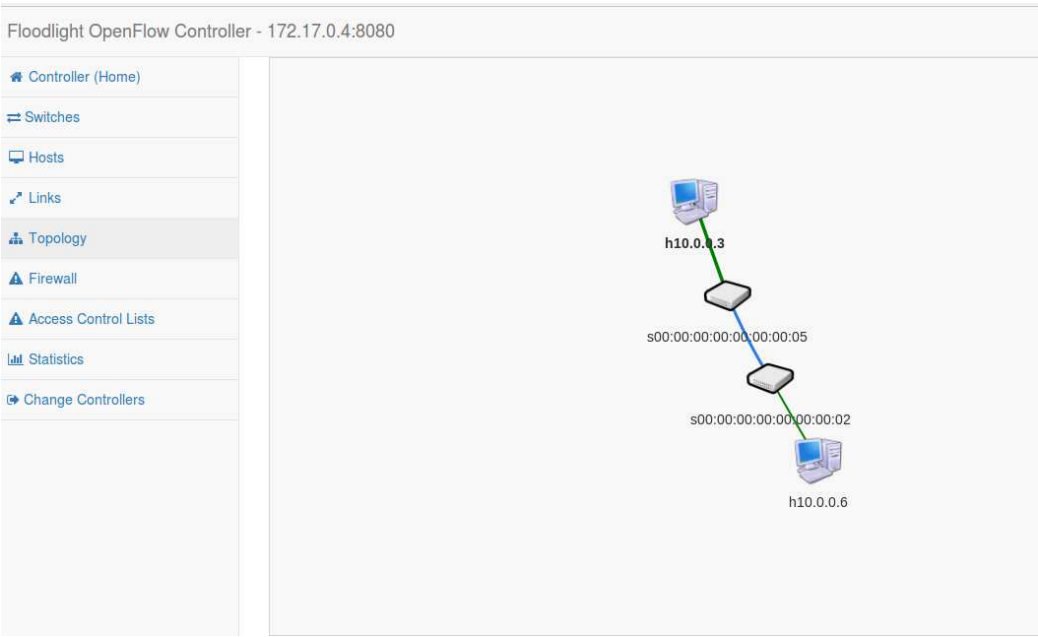 Floodlight OpenFlow Controller - 172.17.0.4:8080
Controller (Home)
Switches
Hosts
Links
Topology
Firewall
Access Control Lists
Statistics
Change Controllers
h10.0.0.3
s00:00:00:00:00:00:00:05
s00:00:00:00:00:00:00:02
h10.0.0.6